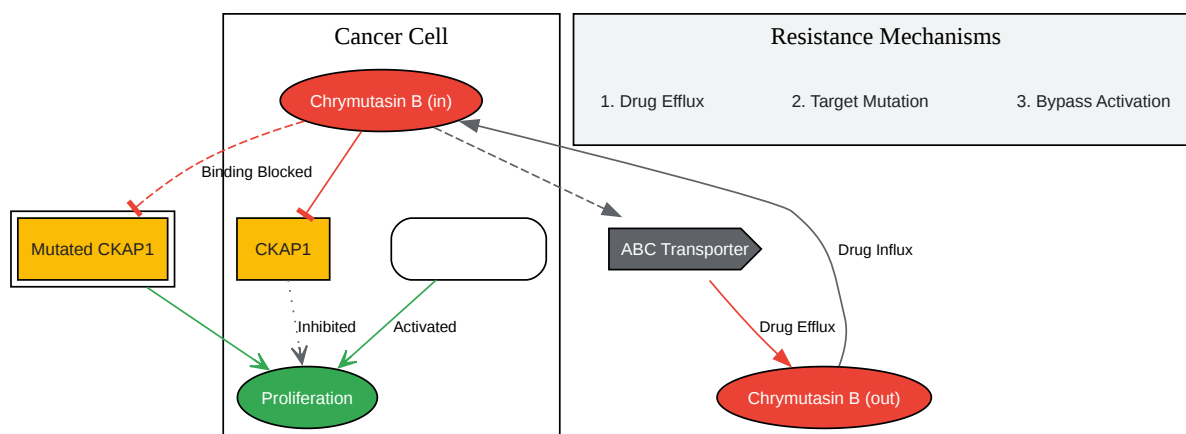 Cancer Cell
Resistance Mechanisms
Chrymutasin B (in)
1. Drug Efflux
2. Target Mutation
3. Bypass Activation
Binding Blocked
Mutated CKAP1
CKAP1
ABC Transporter
Drug Influx
Inhibited
Activated
Drug Efflux
Proliferation
Chrymutasin B (out)